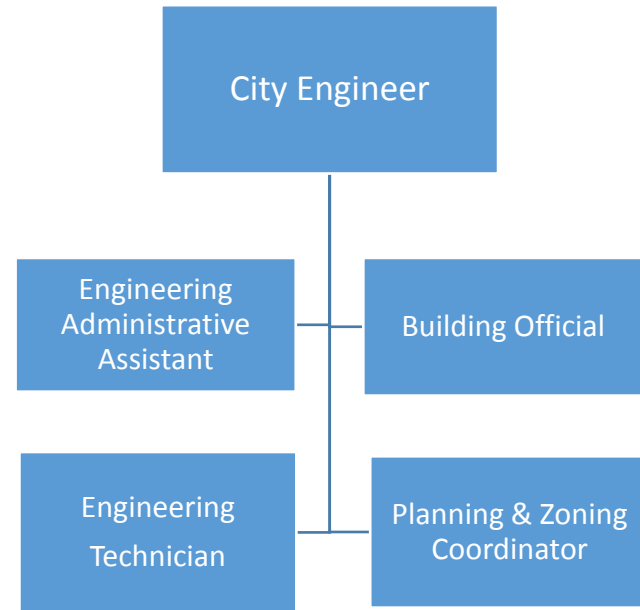 City Engineer
Engineering
Administrative
Assistant
Building Official
Engineering
Technician
Planning & Zoning
Coordinator